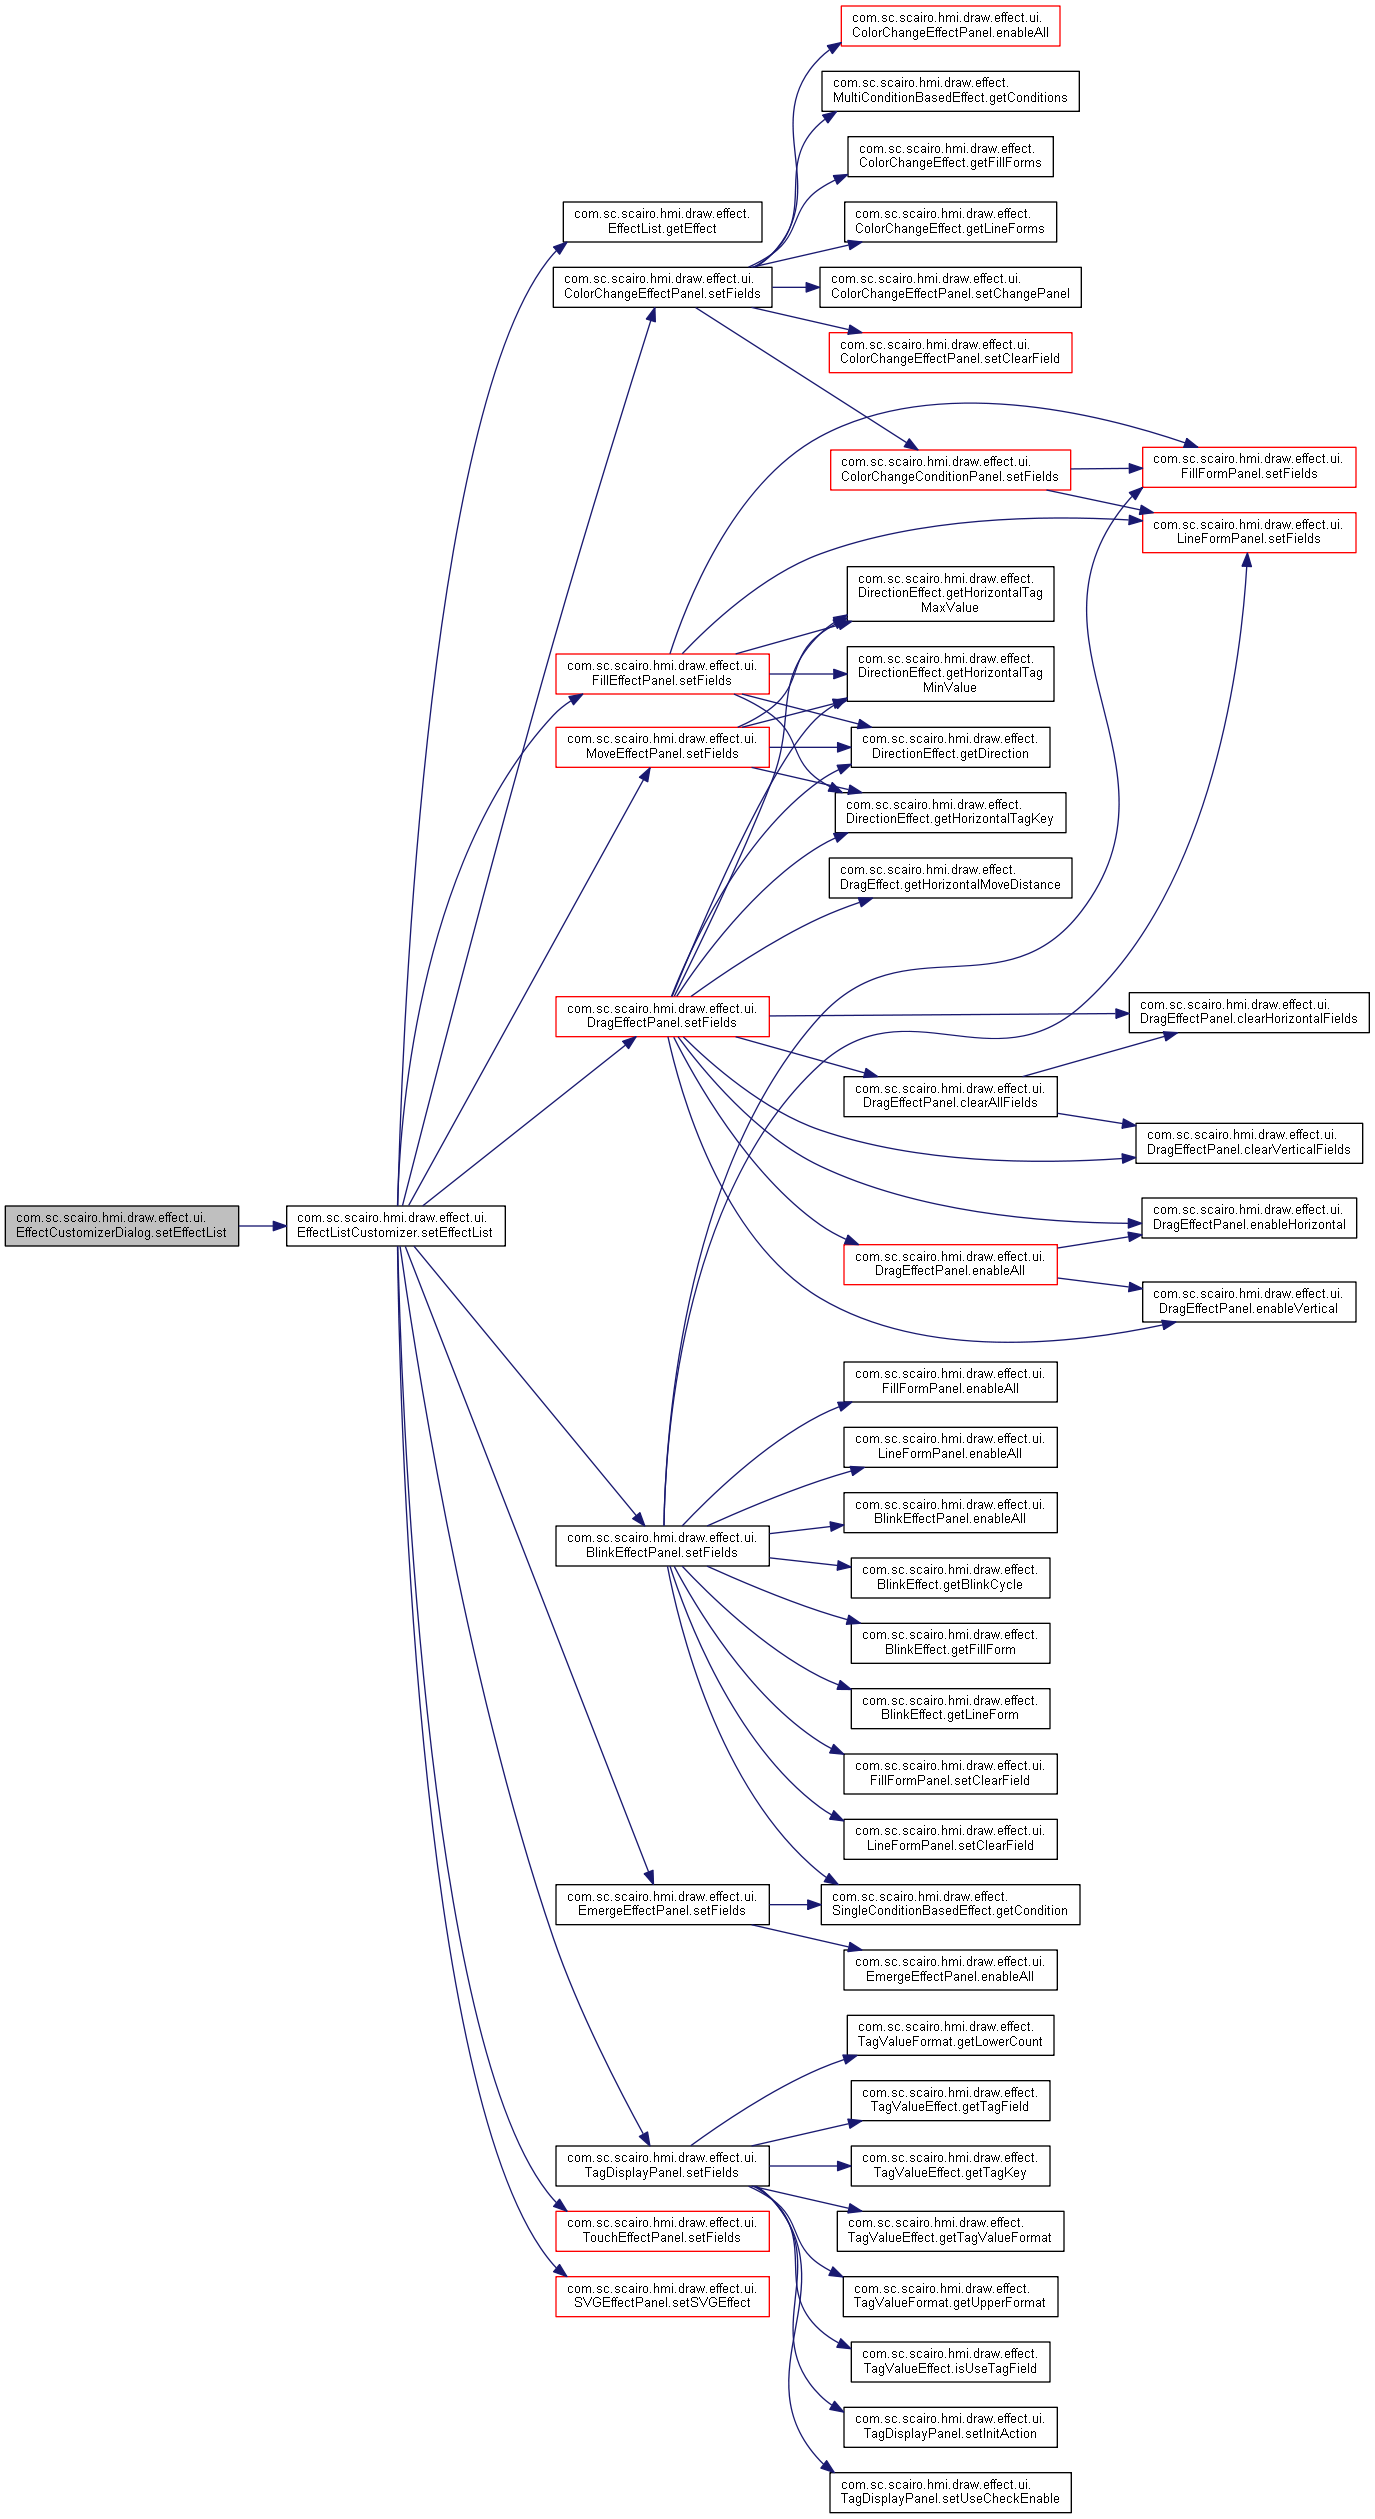 com.sc.scairo.hmi.draw.effect.ui.
ColorChangeEffectPanel.enableAll
com.sc.scairo.hmi.draw.effect.
MultiConditionBasedEffect.getConditions
com.sc.scairo.hmi.draw.effect.
ColorChangeEffect.getFillForms
com.sc.scairo.hmi.draw.effect.
EffectList.getEffect
com.sc.scairo.hmi.draw.effect.
ColorChangeEffect.getLineForms
com.sc.scairo.hmi.draw.effect.ui.
ColorChangeEffectPanel.setFields
com.sc.scairo.hmi.draw.effect.ui.
ColorChangeEffectPanel.setChangePanel
com.sc.scairo.hmi.draw.effect.ui.
ColorChangeEffectPanel.setClearField
com.sc.scairo.hmi.draw.effect.ui.
ColorChangeConditionPanel.setFields
com.sc.scairo.hmi.draw.effect.ui.
FillFormPanel.setFields
com.sc.scairo.hmi.draw.effect.ui.
LineFormPanel.setFields
com.sc.scairo.hmi.draw.effect.
DirectionEffect.getHorizontalTag
MaxValue
com.sc.scairo.hmi.draw.effect.ui.
FillEffectPanel.setFields
com.sc.scairo.hmi.draw.effect.
DirectionEffect.getHorizontalTag
MinValue
com.sc.scairo.hmi.draw.effect.ui.
MoveEffectPanel.setFields
com.sc.scairo.hmi.draw.effect.
DirectionEffect.getDirection
com.sc.scairo.hmi.draw.effect.
DirectionEffect.getHorizontalTagKey
com.sc.scairo.hmi.draw.effect.
DragEffect.getHorizontalMoveDistance
com.sc.scairo.hmi.draw.effect.ui.
DragEffectPanel.setFields
com.sc.scairo.hmi.draw.effect.ui.
DragEffectPanel.clearHorizontalFields
com.sc.scairo.hmi.draw.effect.ui.
DragEffectPanel.clearAllFields
com.sc.scairo.hmi.draw.effect.ui.
DragEffectPanel.clearVerticalFields
com.sc.scairo.hmi.draw.effect.ui.
EffectCustomizerDialog.setEffectList
com.sc.scairo.hmi.draw.effect.ui.
EffectListCustomizer.setEffectList
com.sc.scairo.hmi.draw.effect.ui.
DragEffectPanel.enableHorizontal
com.sc.scairo.hmi.draw.effect.ui.
DragEffectPanel.enableAll
com.sc.scairo.hmi.draw.effect.ui.
DragEffectPanel.enableVertical
com.sc.scairo.hmi.draw.effect.ui.
FillFormPanel.enableAll
com.sc.scairo.hmi.draw.effect.ui.
LineFormPanel.enableAll
com.sc.scairo.hmi.draw.effect.ui.
BlinkEffectPanel.enableAll
com.sc.scairo.hmi.draw.effect.ui.
BlinkEffectPanel.setFields
com.sc.scairo.hmi.draw.effect.
BlinkEffect.getBlinkCycle
com.sc.scairo.hmi.draw.effect.
BlinkEffect.getFillForm
com.sc.scairo.hmi.draw.effect.
BlinkEffect.getLineForm
com.sc.scairo.hmi.draw.effect.ui.
FillFormPanel.setClearField
com.sc.scairo.hmi.draw.effect.ui.
LineFormPanel.setClearField
com.sc.scairo.hmi.draw.effect.ui.
EmergeEffectPanel.setFields
com.sc.scairo.hmi.draw.effect.
SingleConditionBasedEffect.getCondition
com.sc.scairo.hmi.draw.effect.ui.
EmergeEffectPanel.enableAll
com.sc.scairo.hmi.draw.effect.
TagValueFormat.getLowerCount
com.sc.scairo.hmi.draw.effect.
TagValueEffect.getTagField
com.sc.scairo.hmi.draw.effect.ui.
TagDisplayPanel.setFields
com.sc.scairo.hmi.draw.effect.
TagValueEffect.getTagKey
com.sc.scairo.hmi.draw.effect.ui.
TouchEffectPanel.setFields
com.sc.scairo.hmi.draw.effect.
TagValueEffect.getTagValueFormat
com.sc.scairo.hmi.draw.effect.ui.
SVGEffectPanel.setSVGEffect
com.sc.scairo.hmi.draw.effect.
TagValueFormat.getUpperFormat
com.sc.scairo.hmi.draw.effect.
TagValueEffect.isUseTagField
com.sc.scairo.hmi.draw.effect.ui.
TagDisplayPanel.setInitAction
com.sc.scairo.hmi.draw.effect.ui.
TagDisplayPanel.setUseCheckEnable